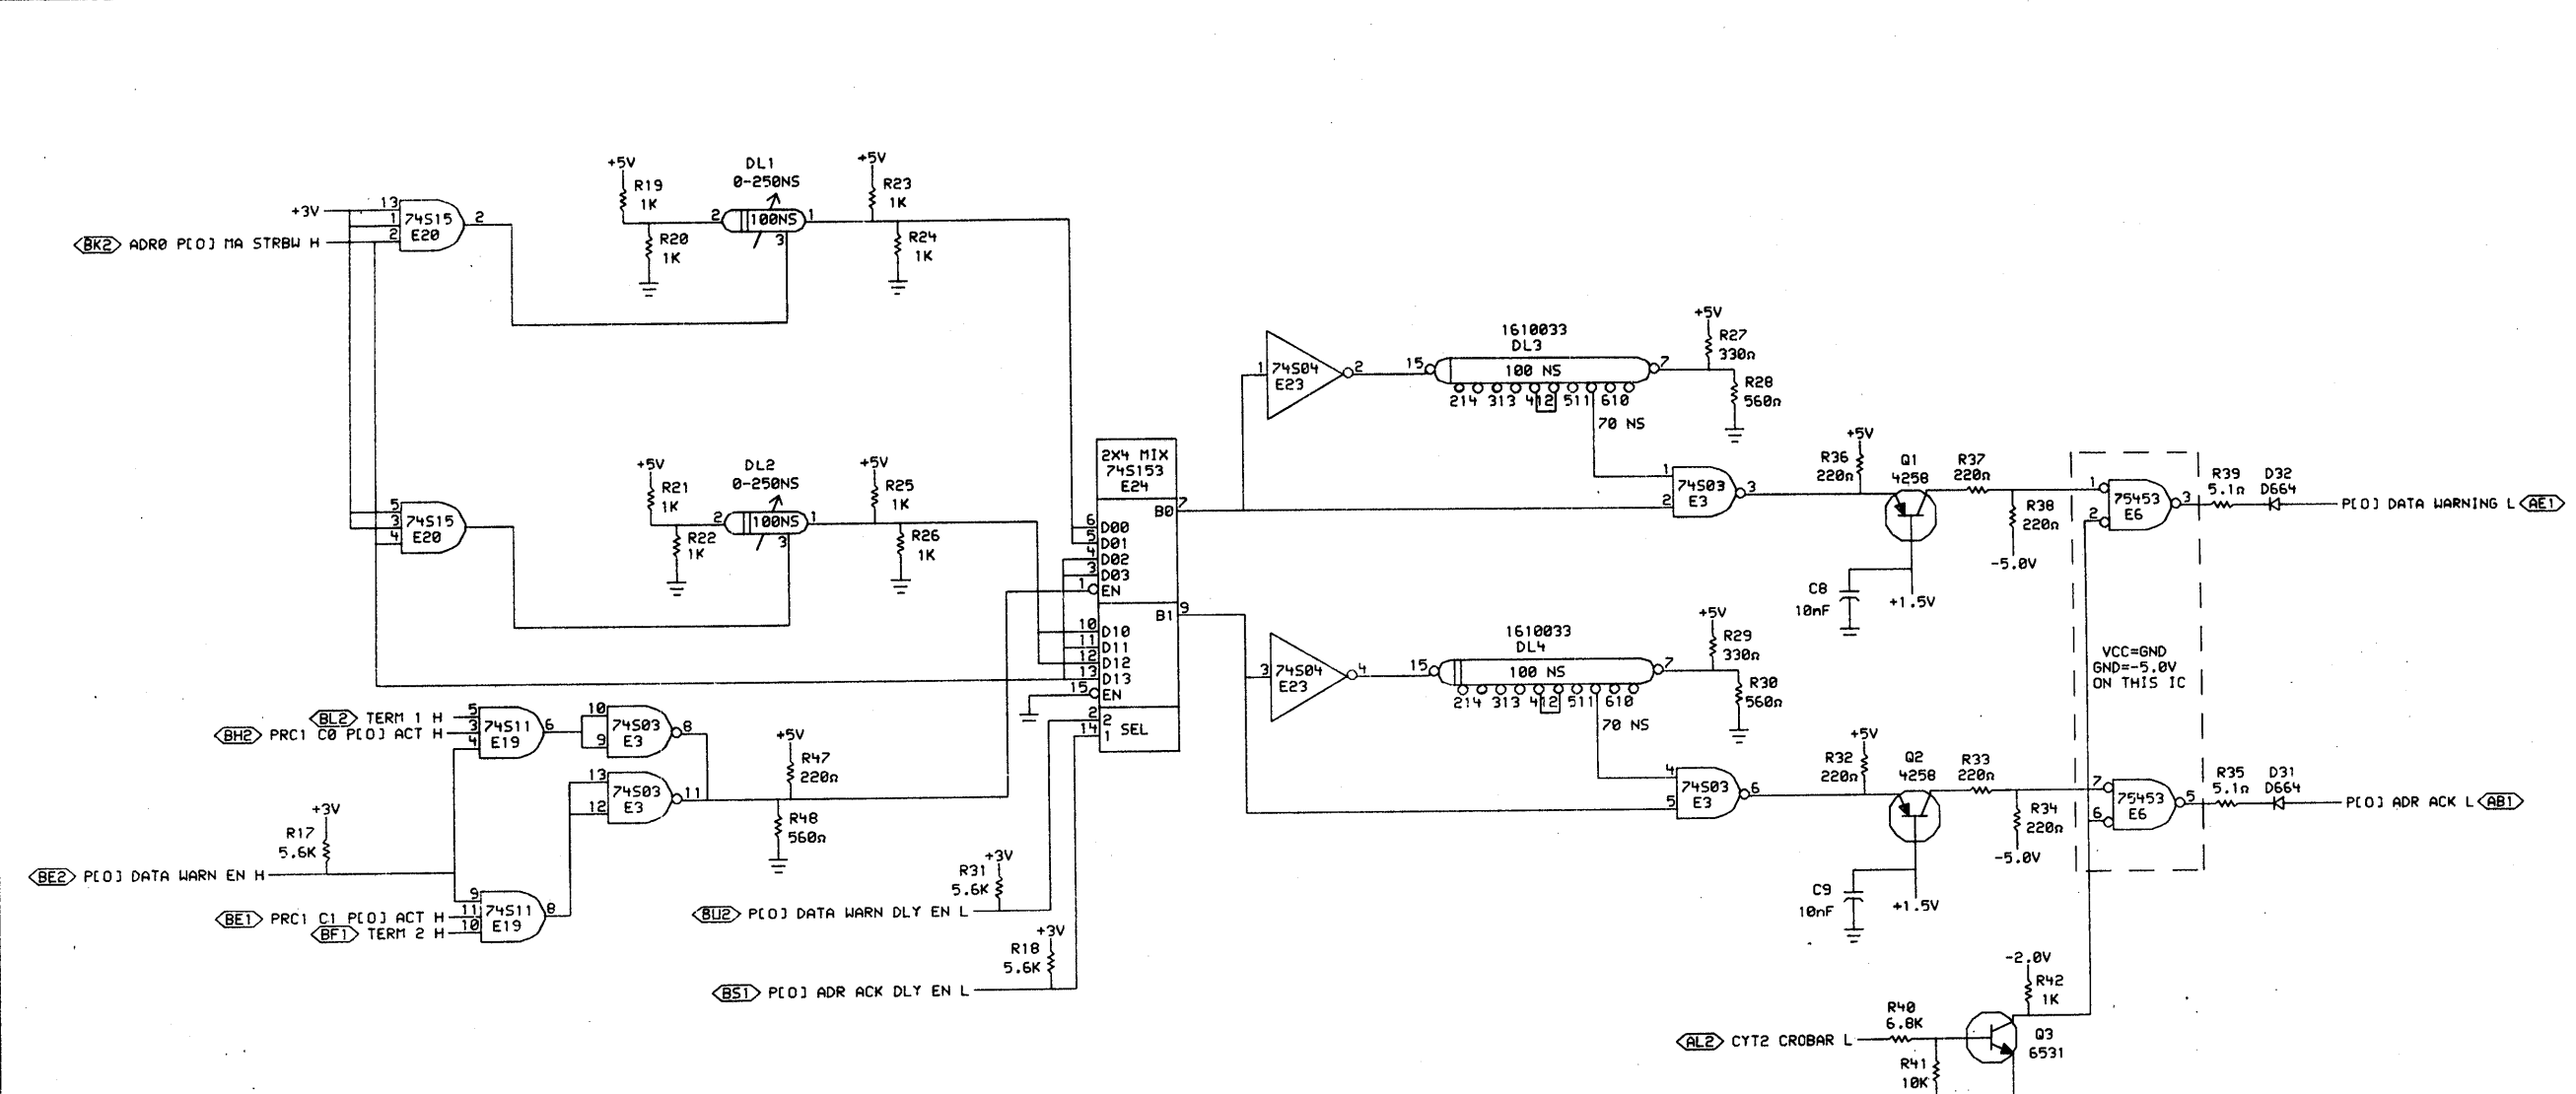 +5V
R19
1K
R20
1K
DL1
0-250NS
2
100NS
1
3
+5V
R23
1K
R24
1K
+3V
13
1
2
74S15
E20
2
BK2 ADR0 P[0] MA STRBW H
+5V
R21
1K
R22
1K
DL2
0-250NS
2
100NS
1
3
+5V
R25
1K
R26
1K
5
3
4
74S15
E20
2X4 MIX
74S153
E24
B0
7
6
D00
5
D01
4
D02
3
D03
1
EN
B1
9
10
D10
11
D11
12
D12
13
D13
15
EN
2
2
14
1
SEL
1
74S04
E23
2
1610033
DL3
15
100 NS
7
214 313 412 511 610
70 NS
+5V
R27
330Ω
R28
560Ω
1
2
74S03
E3
3
+5V
R36
220Ω
Q1
4258
R37
220Ω
R38
220Ω
-5.0V
C8
10nF
+1.5V
1
2
75453
E6
3
R39
5.1Ω
D32
D664
P[0] DATA WARNING L AE1
3
74S04
E23
4
1610033
DL4
15
100 NS
7
214 313 412 511 610
70 NS
+5V
R29
330Ω
R30
560Ω
4
5
74S03
E3
6
+5V
R32
220Ω
Q2
4258
R33
220Ω
R34
220Ω
-5.0V
C9
10nF
+1.5V
VCC=GND
GND=-5.0V
ON THIS IC
7
6
75453
E6
5
R35
5.1Ω
D31
D664
P[0] ADR ACK L AB1
BL2 TERM 1 H
BH2 PRC1 C0 P[0] ACT H
5
3
4
74S11
E19
6
10
9
74S03
E3
8
13
12
74S03
E3
11
+5V
R47
220Ω
R48
560Ω
+3V
R17
5.6K
BE2 P[0] DATA WARN EN H
9
11
10
74S11
E19
8
BE1 PRC1 C1 P[0] ACT H
BF1 TERM 2 H
+3V
R31
5.6K
BU2 P[0] DATA WARN DLY EN L
+3V
R18
5.6K
BS1 P[0] ADR ACK DLY EN L
-2.0V
R42
1K
R40
6.8K
AL2 CYT2 CROBAR L
Q3
6531
R41
10K